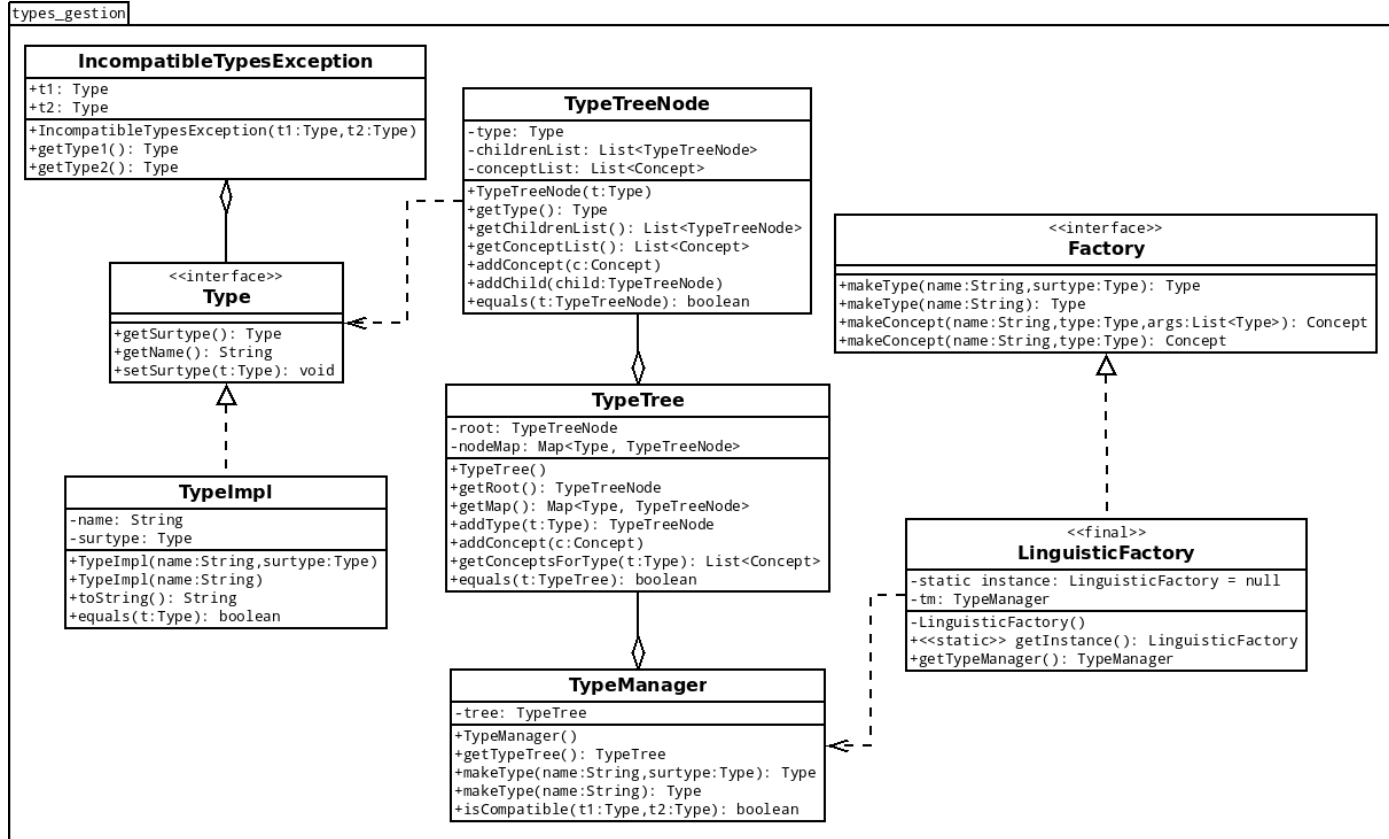 types_gestion
IncompatibleTypesException
+t1: Type
+t2: Type
+IncompatibleTypesException(t1:Type,t2:Type)
+getType1(): Type
+getType2(): Type
TypeTreeNode
-type: Type
-childrenList: List<TypeTreeNode>
-conceptList: List<Concept>
+TypeTreeNode(t:Type)
+getType(): Type
+getChildrenList(): List<TypeTreeNode>
+getConceptList(): List<Concept>
+addConcept(c:Concept)
+addChild(child:TypeTreeNode)
+equals(t:TypeTreeNode): boolean
<<interface>>
Factory
+makeType(name:String,surtype:Type): Type
+makeType(name:String): Type
+makeConcept(name:String,type:Type,args:List<Type>): Concept
+makeConcept(name:String,type:Type): Concept
<<interface>>
Type
+getSurtype(): Type
+getName(): String
+setSurtype(t:Type): void
TypeTree
-root: TypeTreeNode
-nodeMap: Map<Type, TypeTreeNode>
+TypeTree()
+getRoot(): TypeTreeNode
+getMap(): Map<Type, TypeTreeNode>
+addType(t:Type): TypeTreeNode
+addConcept(c:Concept)
+getConceptsForType(t:Type): List<Concept>
+equals(t:TypeTree): boolean
TypeImpl
-name: String
-surtype: Type
+TypeImpl(name:String,surtype:Type)
+TypeImpl(name:String)
+toString(): String
+equals(t:Type): boolean
<<final>>
LinguisticFactory
-static instance: LinguisticFactory = null
-tm: TypeManager
-LinguisticFactory()
+<<static>> getInstance(): LinguisticFactory
+getTypeManager(): TypeManager
TypeManager
-tree: TypeTree
+TypeManager()
+getTypeTree(): TypeTree
+makeType(name:String,surtype:Type): Type
+makeType(name:String): Type
+isCompatible(t1:Type,t2:Type): boolean